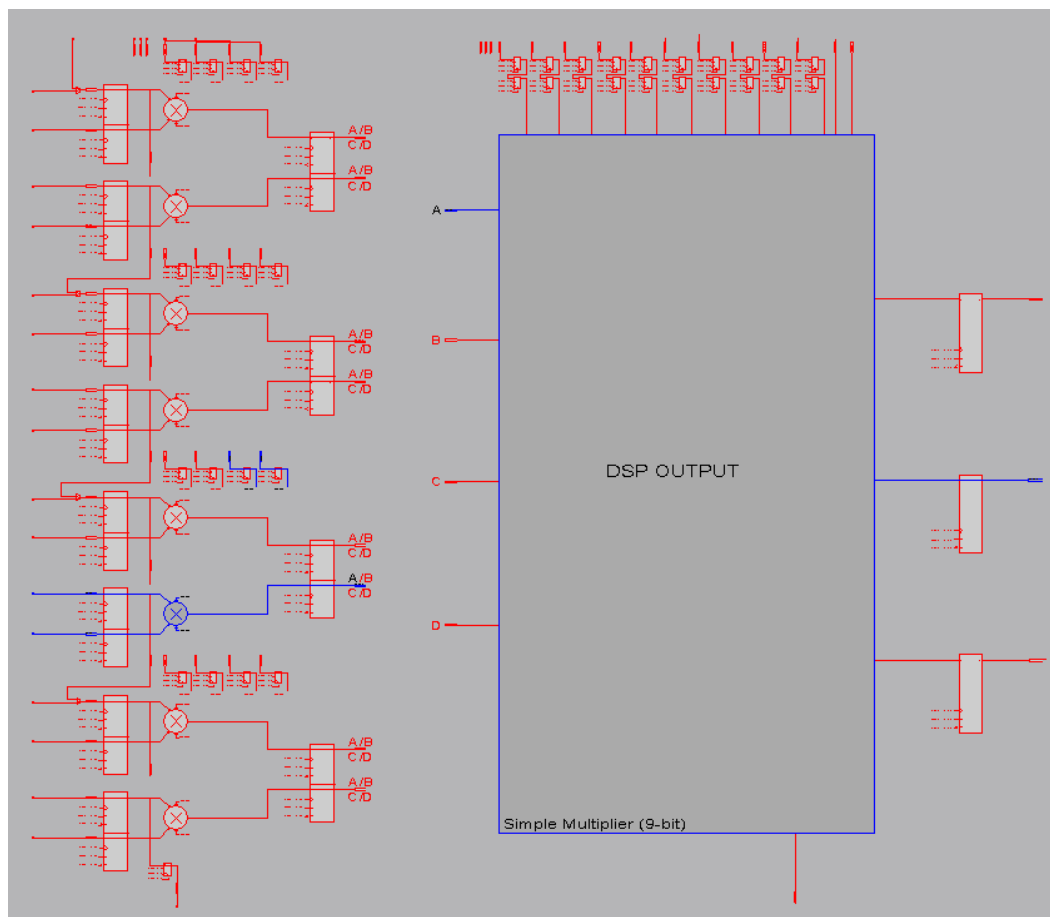 A/B
C/D
A/B
C/D
A
A/B
C/D
B
A/B
C/D
DSP OUTPUT
C
A/B
C/D
A/B
C/D
D
A/B
C/D
A/B
C/D
Simple Multiplier (9-bit)